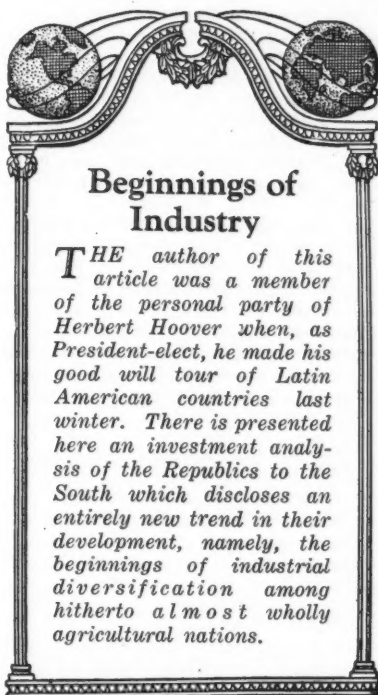 Beginnings of
Industry
THE author of this
article was a member
of the personal party of
Herbert Hoover when, as
President-elect, he made his
good will tour of Latin
American countries last
winter. There is presented
here an investment analy-
sis of the Republics to the
South which discloses an
entirely new trend in their
development, namely, the
beginnings of industrial
diversification among
hitherto almost wholly
agricultural nations.